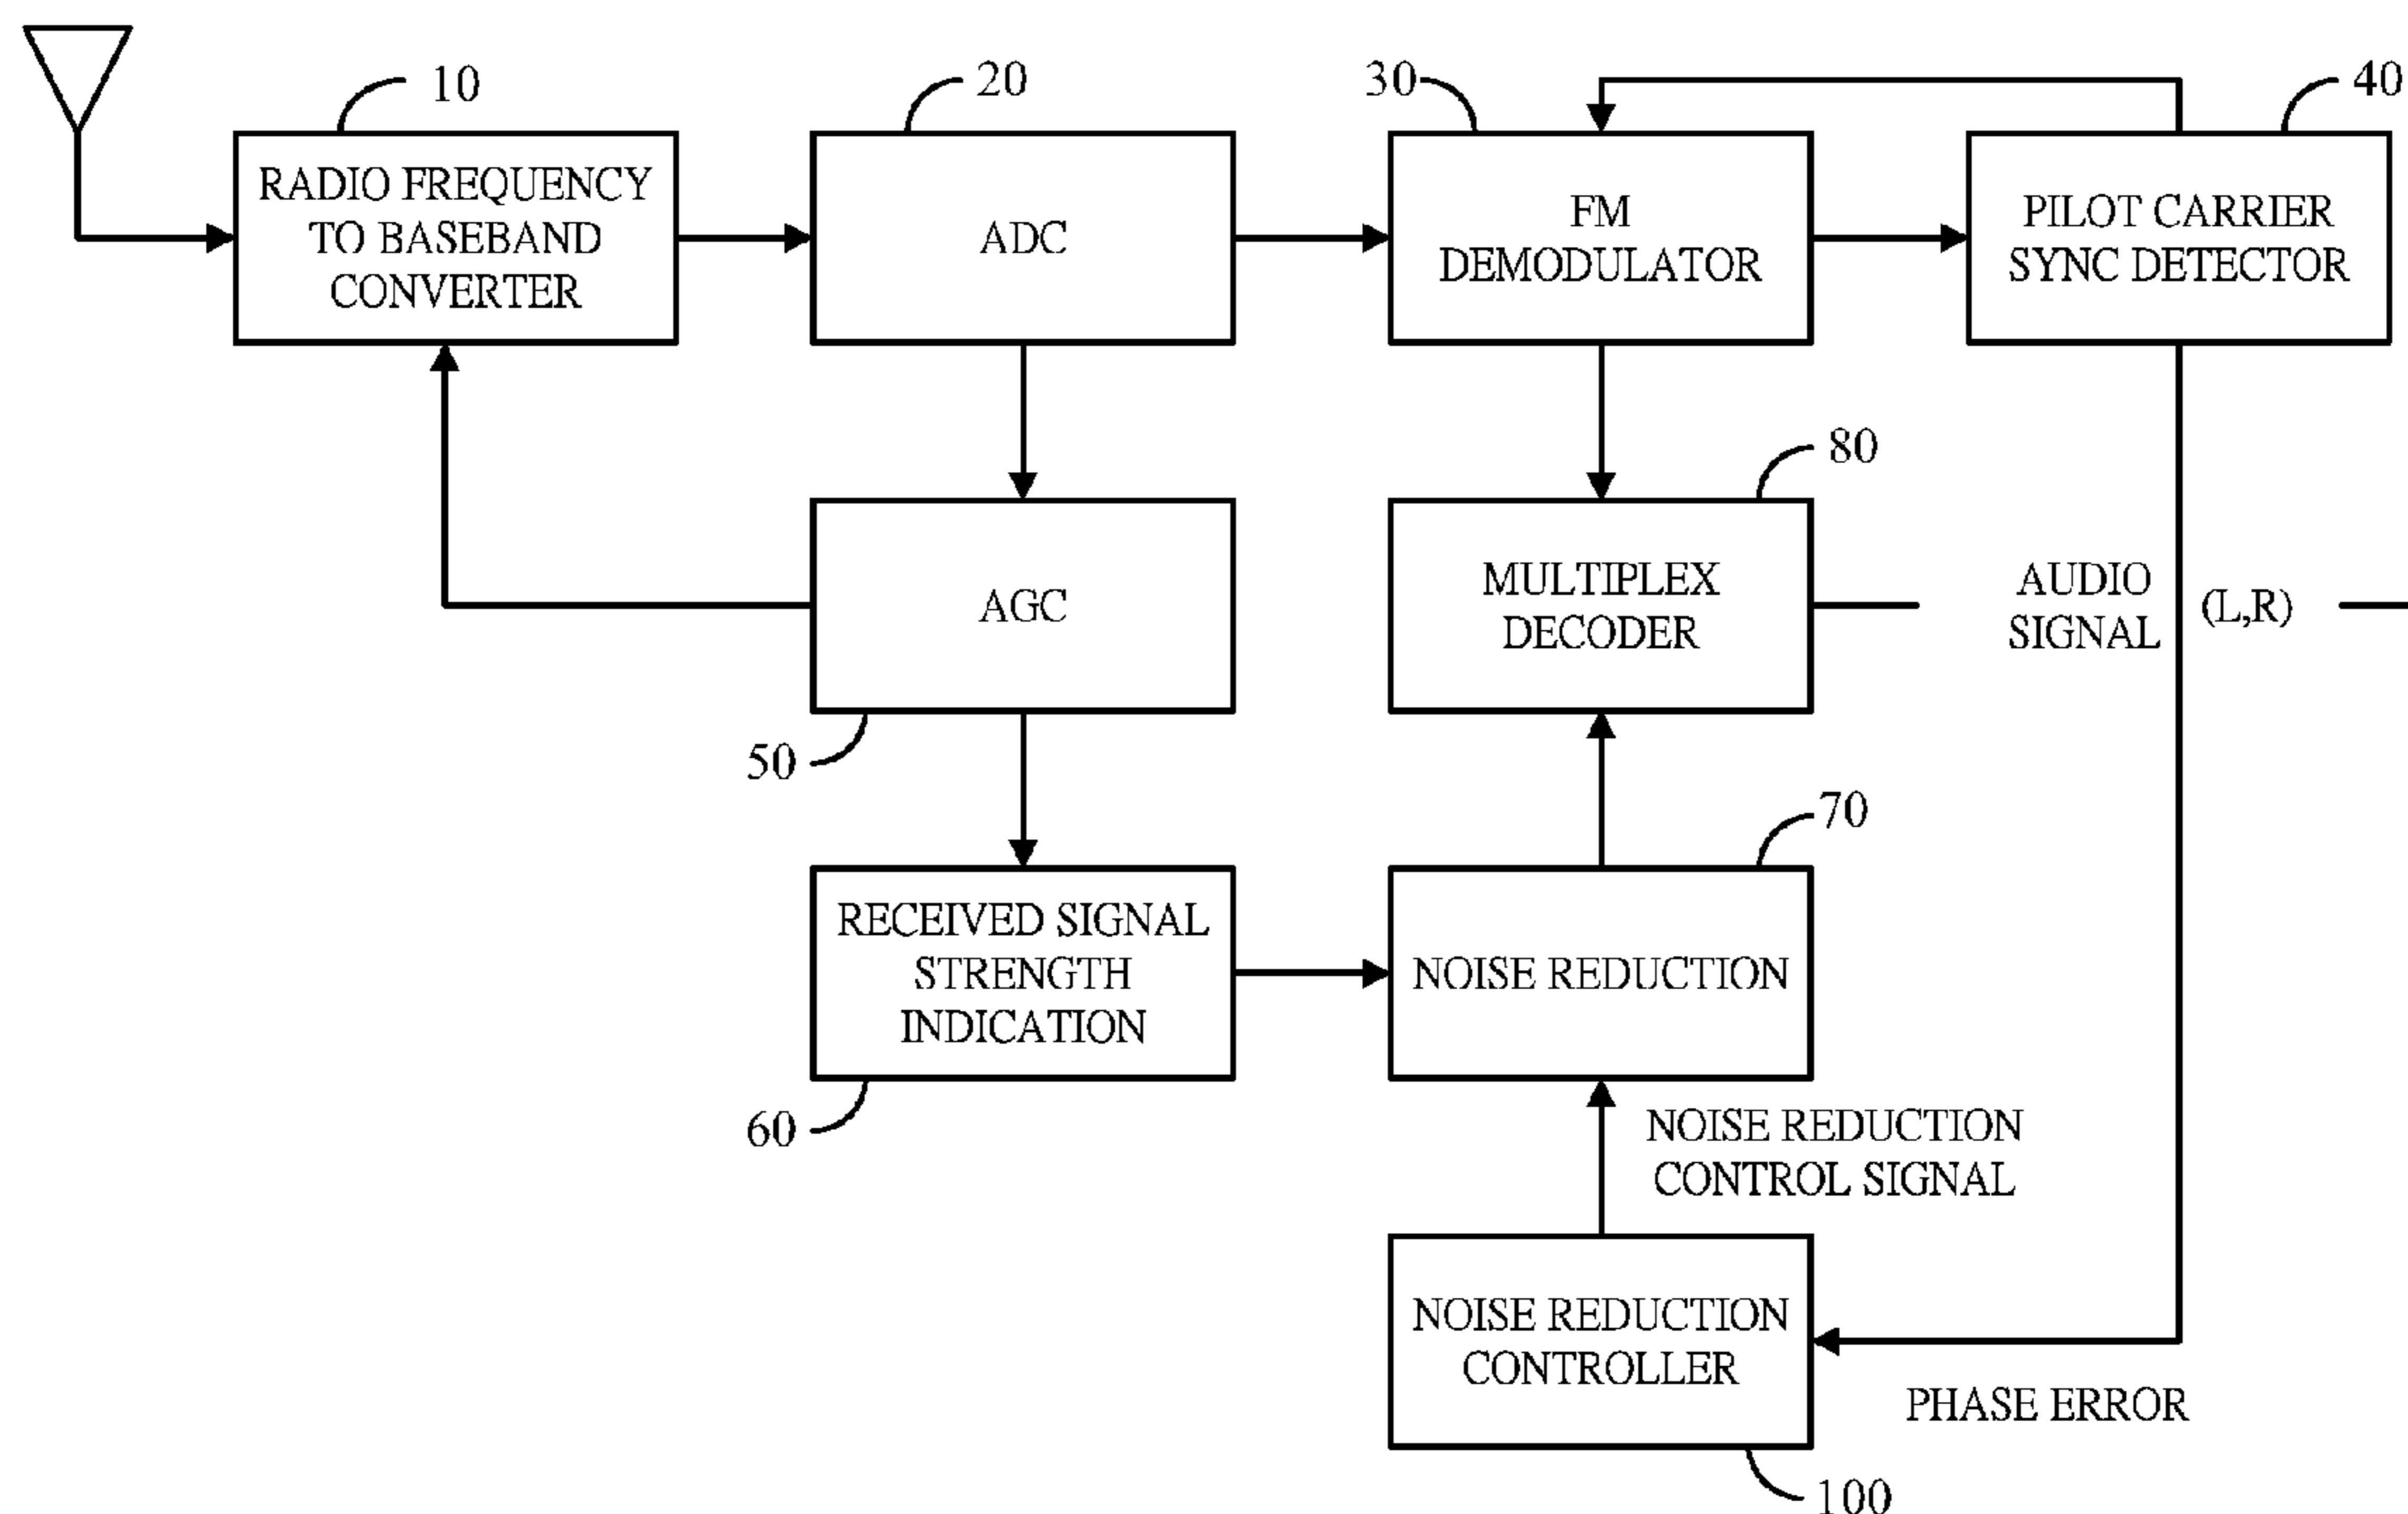 10
20
30
40
RADIO FREQUENCY
TO BASEBAND
CONVERTER
ADC
FM
DEMODULATOR
PILOT CARRIER
SYNC DETECTOR
80
AGC
MULTIPLEX
DECODER
AUDIO
SIGNAL
(L,R)
50
70
RECEIVED SIGNAL
STRENGTH
INDICATION
NOISE REDUCTION
60
NOISE REDUCTION
CONTROL SIGNAL
NOISE REDUCTION
CONTROLLER
PHASE ERROR
100